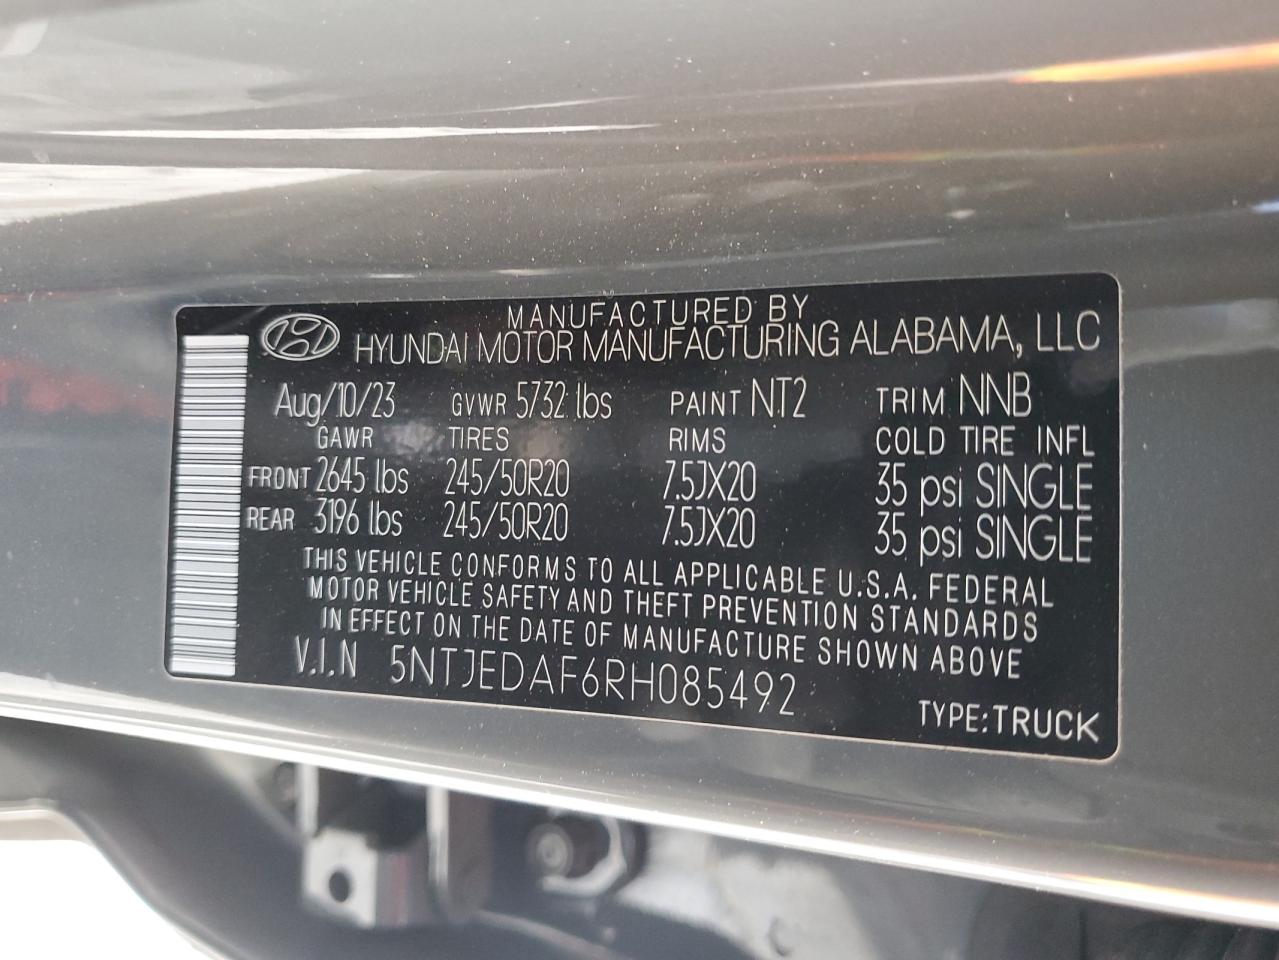 MANUFACTURED BY
HYUNDAI MOTOR MANUFACTURING ALABAMA, LLC
Aug/10/23 GVWR 5732 lbs PAINT NT2 TRIM NNB
GAWR TIRES RIMS COLD TIRE INFL
FRONT 2645 lbs 245/50R20 7.5JX20 35 psi SINGLE
REAR 3196 lbs 245/50R20 7.5JX20 35 psi SINGLE
THIS VEHICLE CONFORMS TO ALL APPLICABLE U.S.A. FEDERAL
MOTOR VEHICLE SAFETY AND THEFT PREVENTION STANDARDS
IN EFFECT ON THE DATE OF MANUFACTURE SHOWN ABOVE
V.I.N 5NTJEDAF6RH085492
TYPE:TRUCK